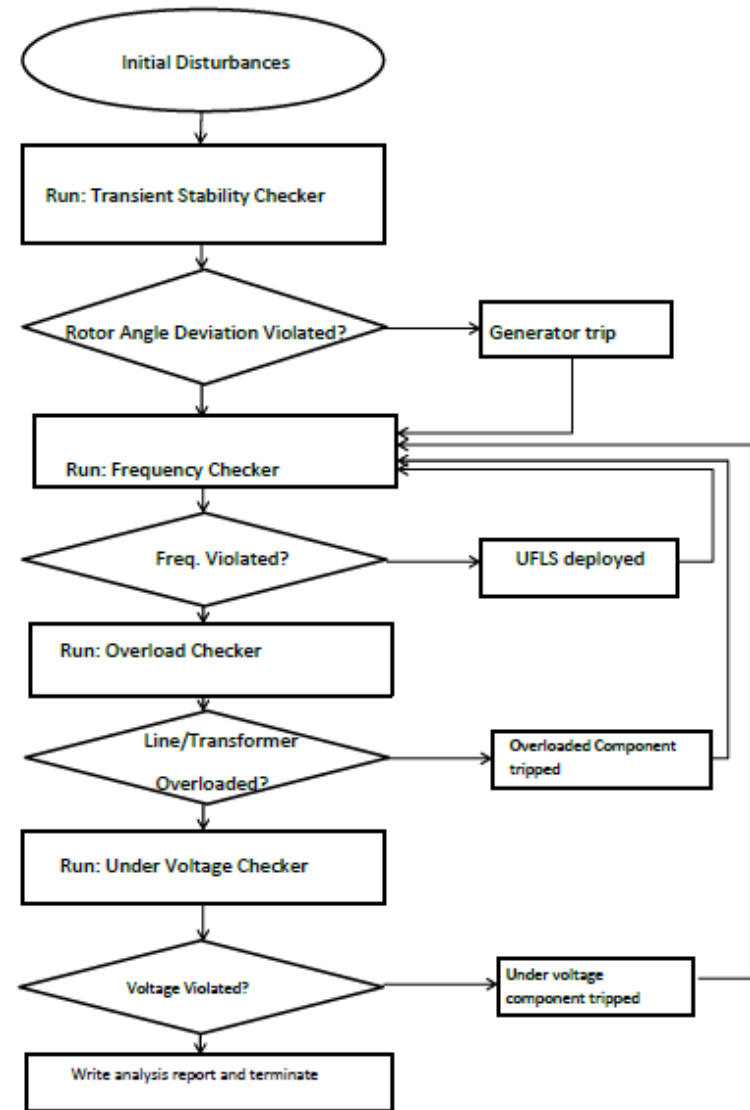 Initial Disturbances
Run: Transient Stability Checker
Rotor Angle Deviation Violated?
Generator trip
Run: Frequency Checker
Freq. Violated?
UFLS deployed
Run: Overload Checker
Line/Transformer
Overloaded?
Overloaded Component
tripped
Run: Under Voltage Checker
Voltage Violated?
Under voltage
component tripped
Write analysis report and terminate